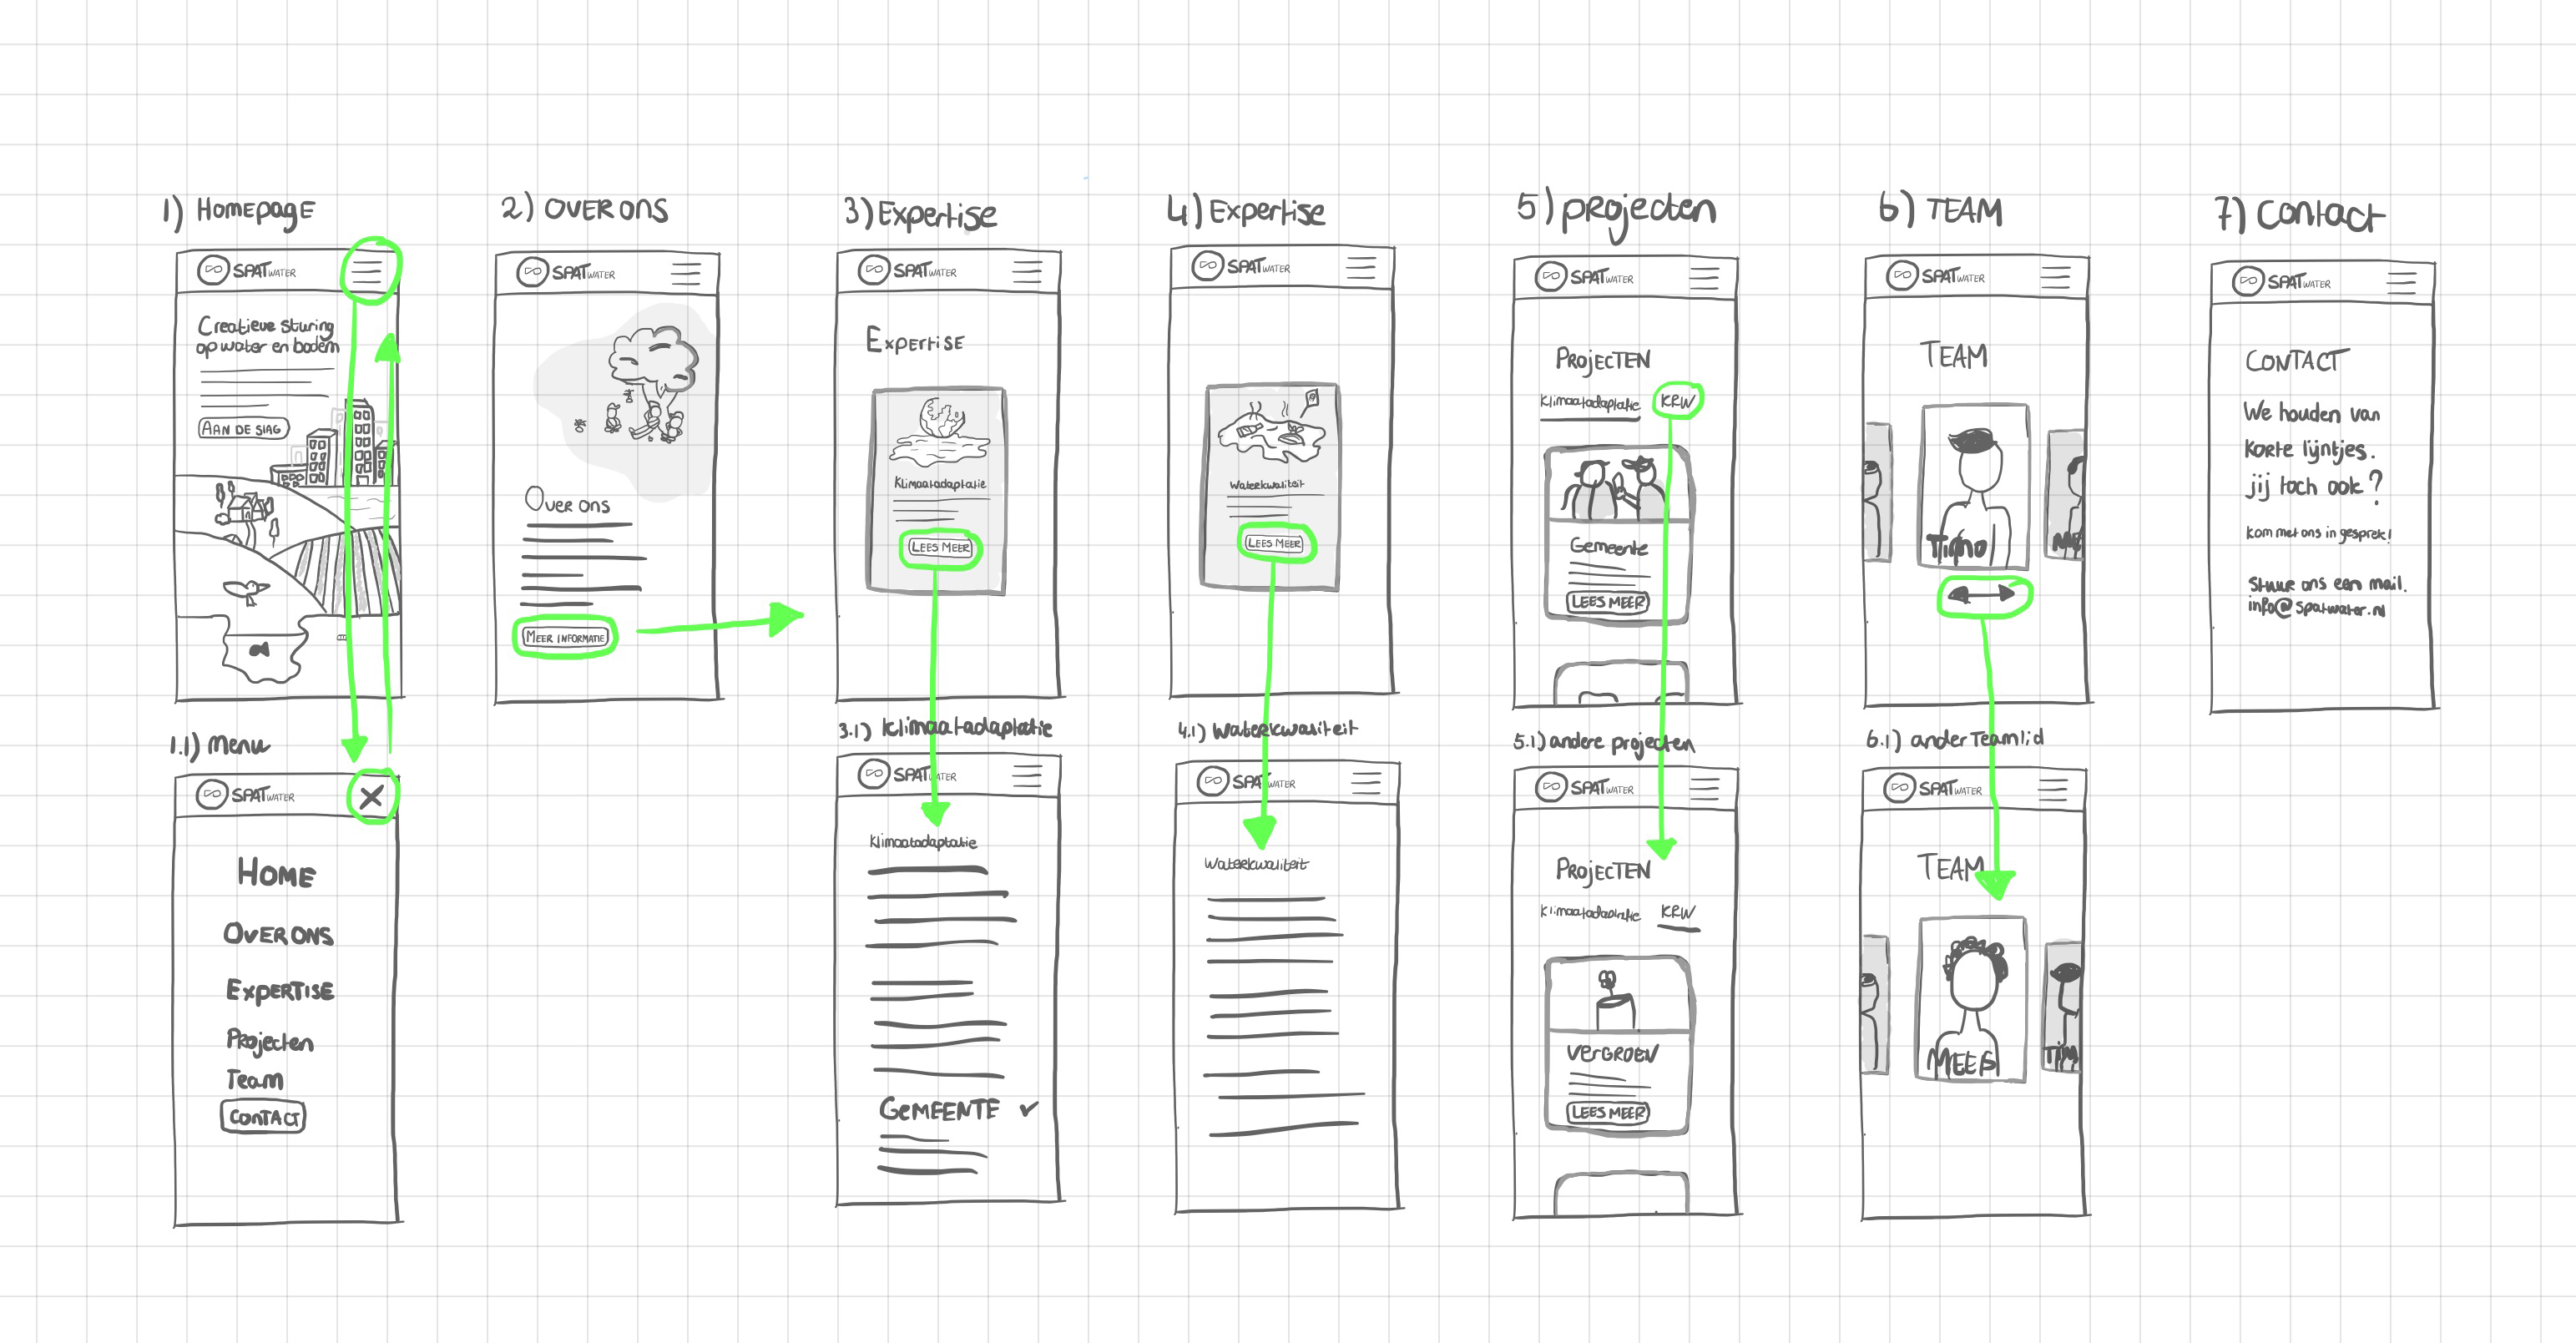 1) Homepage
SPATWATER
Creatieve sturing
op water en bodem
AAN DE SLAG
2) OVER ONS
SPATWATER
Over ons
MEER INFORMATIE
3) Expertise
SPATWATER
Expertise
Klimaatadaptatie
LEES MEER
4) Expertise
SPATWATER
Waterkwaliteit
LEES MEER
5) Projecten
SPATWATER
PROJECTEN
Klimaatadaptatie KRW
Gemeente
LEES MEER
6) TEAM
SPATWATER
TEAM
Timo
ME
7) Contact
SPATWATER
CONTACT
We houden van
korte lijntjes.
jij toch ook?
Kom met ons in gesprek!
Stuur ons een mail.
info@spatwater.nl
1.1) Menu
SPATWATER
HOME
OVER ONS
EXPERTISE
Projecten
Team
CONTACT
3.1) Klimaatadaptatie
SPATWATER
Klimaatadaptatie
GEMEENTE
4.1) Waterkwaliteit
SPATWATER
Waterkwaliteit
5.1) andere projecten
SPATWATER
PROJECTEN
Klimaatadaptatie KRW
VERGROEN
LEES MEER
6.1) ander Teamlid
SPATWATER
TEAM
MEES
TIM